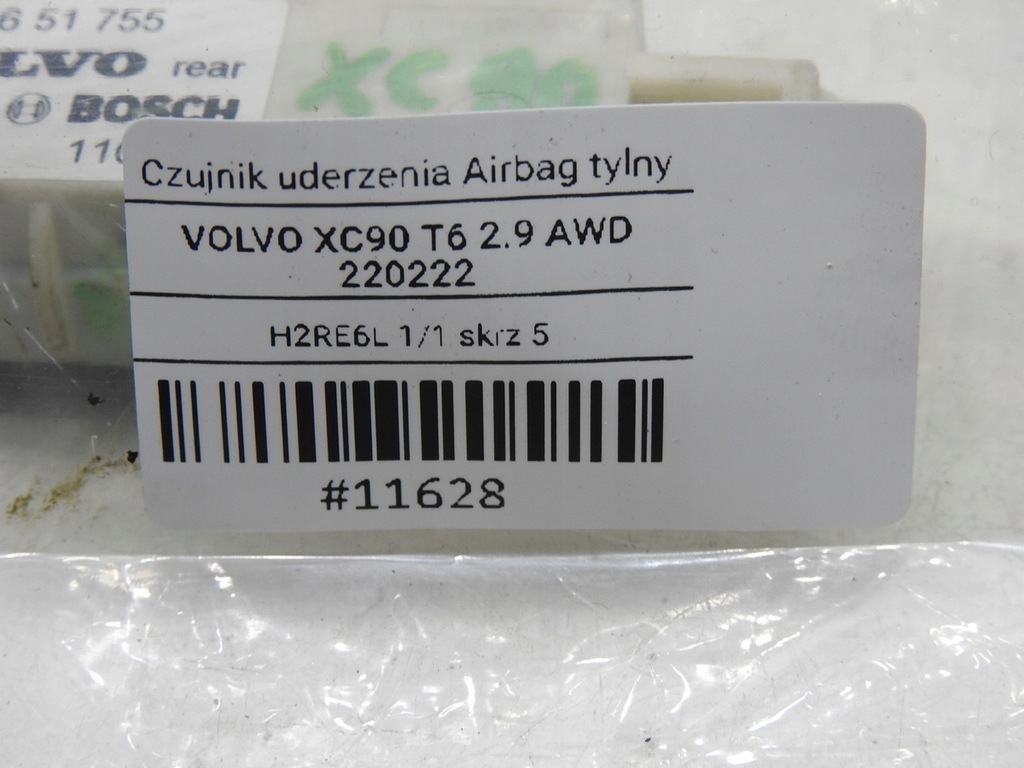 6 51 755
LVO rear
BOSCH
XC 90
110
Czujnik uderzenia Airbag tylny
VOLVO XC90 T6 2.9 AWD
220222
H2RE6L 1/1 skrz 5
#11628